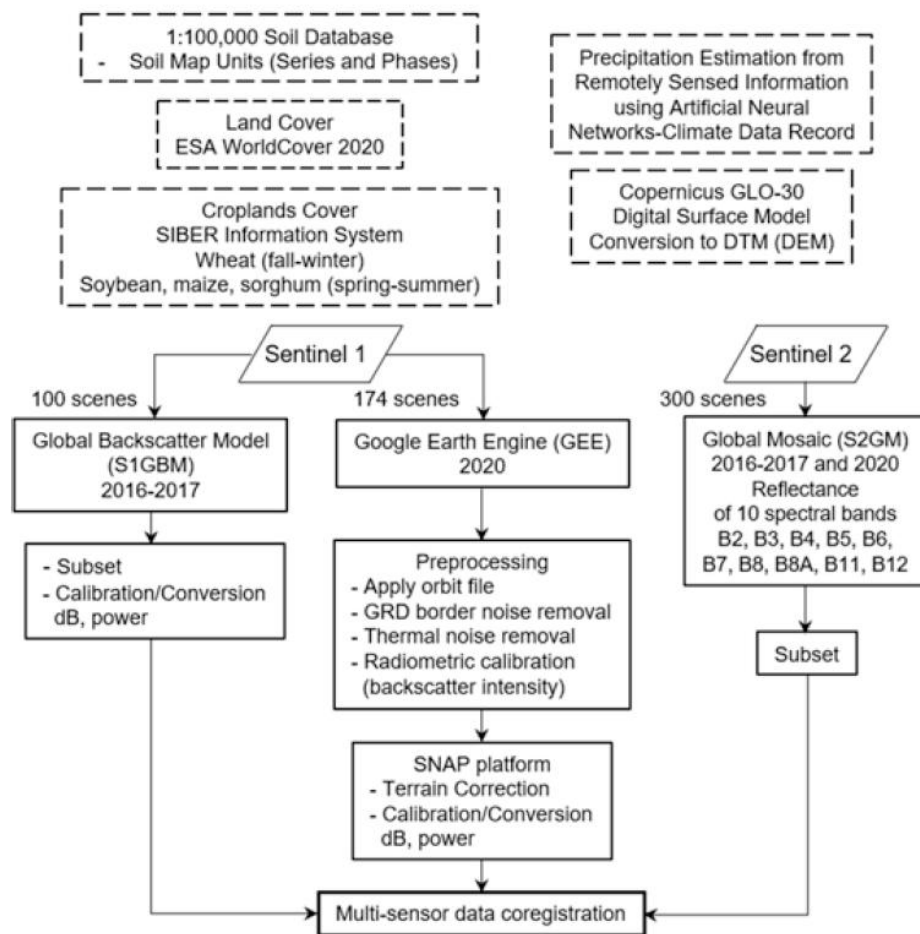 1:100,000 Soil Database
- Soil Map Units (Series and Phases)
Land Cover
ESA WorldCover 2020
Croplands Cover
SIBER Information System
Wheat (fall-winter)
Soybean, maize, sorghum (spring-summer)
Precipitation Estimation from
Remotely Sensed Information
using Artificial Neural
Networks-Climate Data Record
Copernicus GLO-30
Digital Surface Model
Conversion to DTM (DEM)
Sentinel 1
Sentinel 2
100 scenes
174 scenes
300 scenes
Global Backscatter Model
(S1GBM)
2016-2017
Google Earth Engine (GEE)
2020
Global Mosaic (S2GM)
2016-2017 and 2020
Reflectance
of 10 spectral bands
B2, B3, B4, B5, B6,
B7, B8, B8A, B11, B12
- Subset
- Calibration/Conversion
dB, power
Preprocessing
- Apply orbit file
- GRD border noise removal
- Thermal noise removal
- Radiometric calibration
(backscatter intensity)
Subset
SNAP platform
- Terrain Correction
- Calibration/Conversion
dB, power
Multi-sensor data coregistration